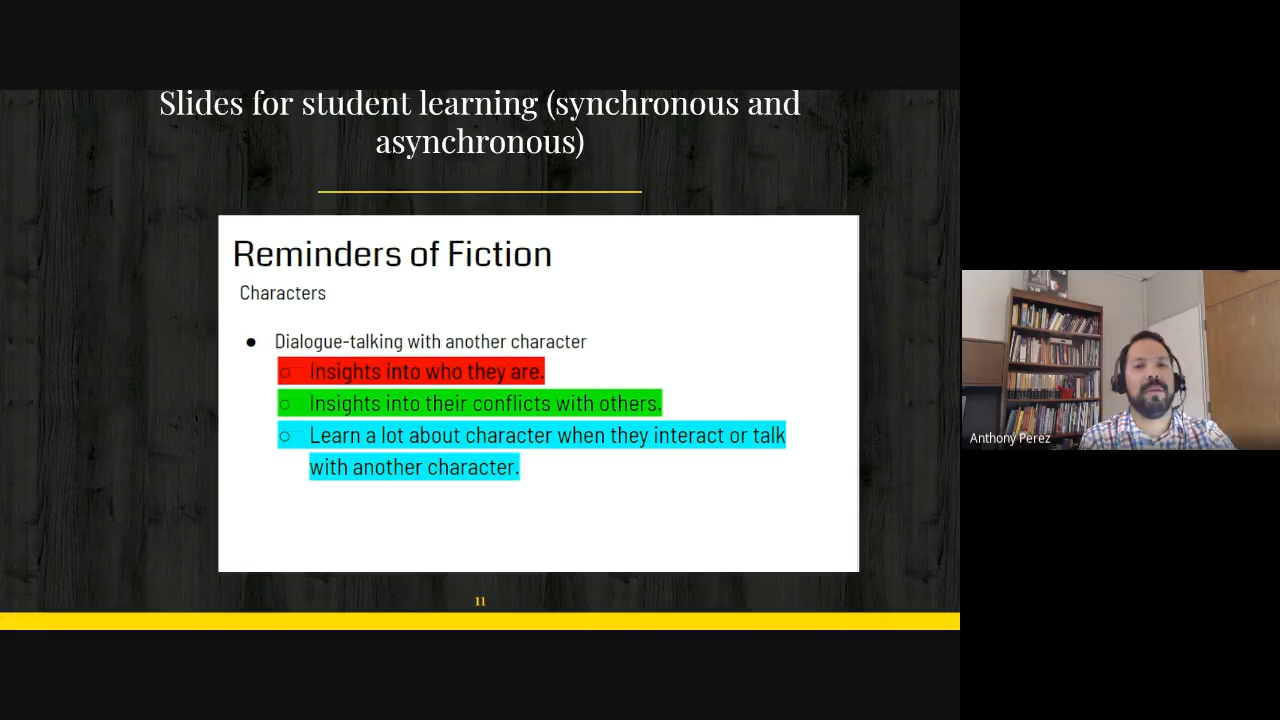 Slides for student learning (synchronous and
asynchronous)
Reminders of Fiction
Characters
● Dialogue-talking with another character
○ Insights into who they are.
○ Insights into their conflicts with others.
○ Learn a lot about character when they interact or talk
with another character.
11
Anthony Perez